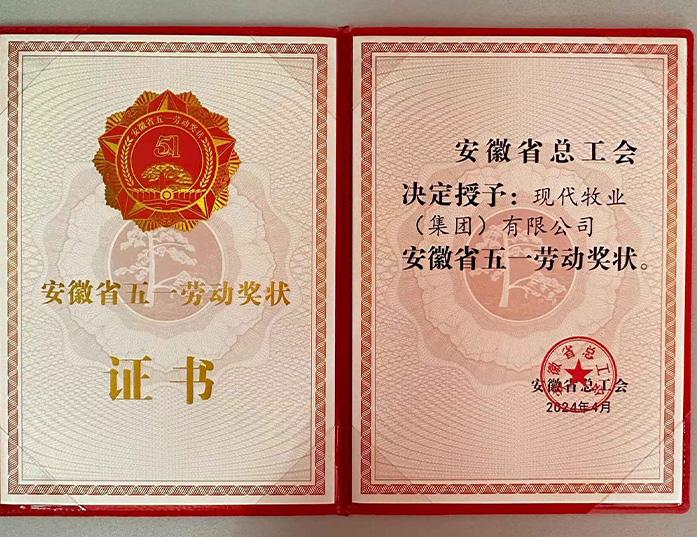 安徽省五一劳动奖状
51
安徽省五一劳动奖状
证书
安徽省总工会
决定授予：现代牧业
（集团）有限公司
安徽省五一劳动奖状。
安徽省总工会
安徽省总工会
2024年4月